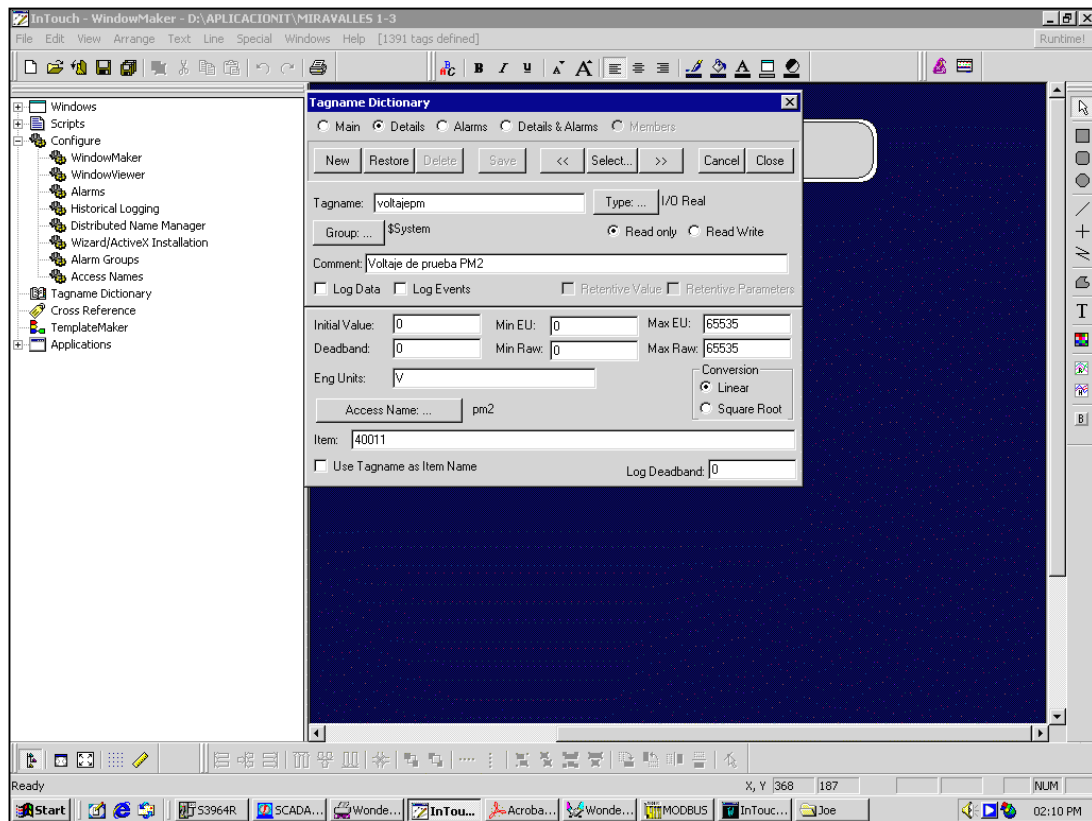 InTouch - WindowMaker - D:\APLICACIONIT\MIRAVALLES 1-3
File Edit View Arrange Text Line Special Windows Help [1391 tags defined] Runtime!
Windows
Scripts
Configure
WindowMaker
WindowViewer
Alarms
Historical Logging
Distributed Name Manager
Wizard/ActiveX Installation
Alarm Groups
Access Names
Tagname Dictionary
Cross Reference
TemplateMaker
Applications
Tagname Dictionary
Main Details Alarms Details & Alarms Members
New Restore Delete Save << Select... >> Cancel Close
Tagname: voltajepm Type: ... I/O Real
Group: ... $System Read only Read Write
Comment: Voltaje de prueba PM2
Log Data Log Events Retentive Value Retentive Parameters
Initial Value: 0 Min EU: 0 Max EU: 65535
Deadband: 0 Min Raw: 0 Max Raw: 65535
Eng Units: V Conversion
Linear
Square Root
Access Name: ... pm2
Item: 40011
Use Tagname as Item Name Log Deadband: 0
Ready X, Y 368 187 NUM
Start S3964R SCADA... Wonde... InTou... Acroba... Wonde... MODBUS InTouc... Joe 02:10 PM